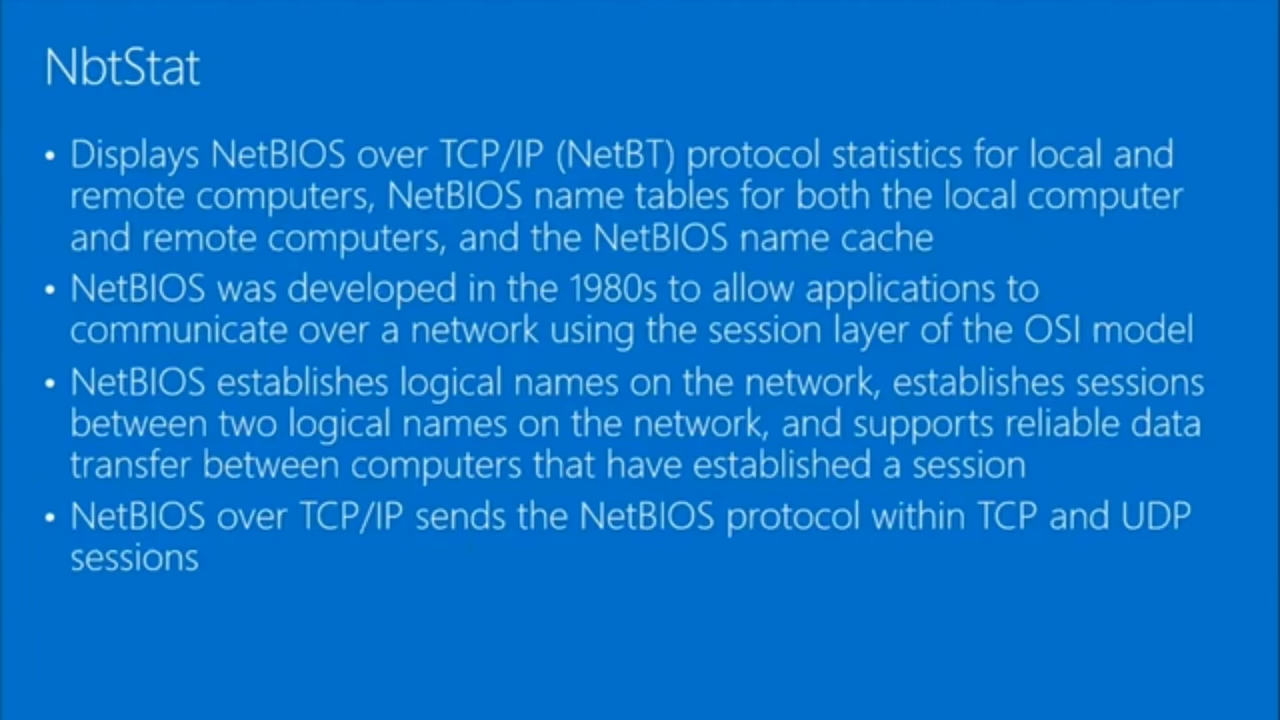 NbtStat
• Displays NetBIOS over TCP/IP (NetBT) protocol statistics for local and
remote computers, NetBIOS name tables for both the local computer
and remote computers, and the NetBIOS name cache
• NetBIOS was developed in the 1980s to allow applications to
communicate over a network using the session layer of the OSI model
• NetBIOS establishes logical names on the network, establishes sessions
between two logical names on the network, and supports reliable data
transfer between computers that have established a session
• NetBIOS over TCP/IP sends the NetBIOS protocol within TCP and UDP
sessions